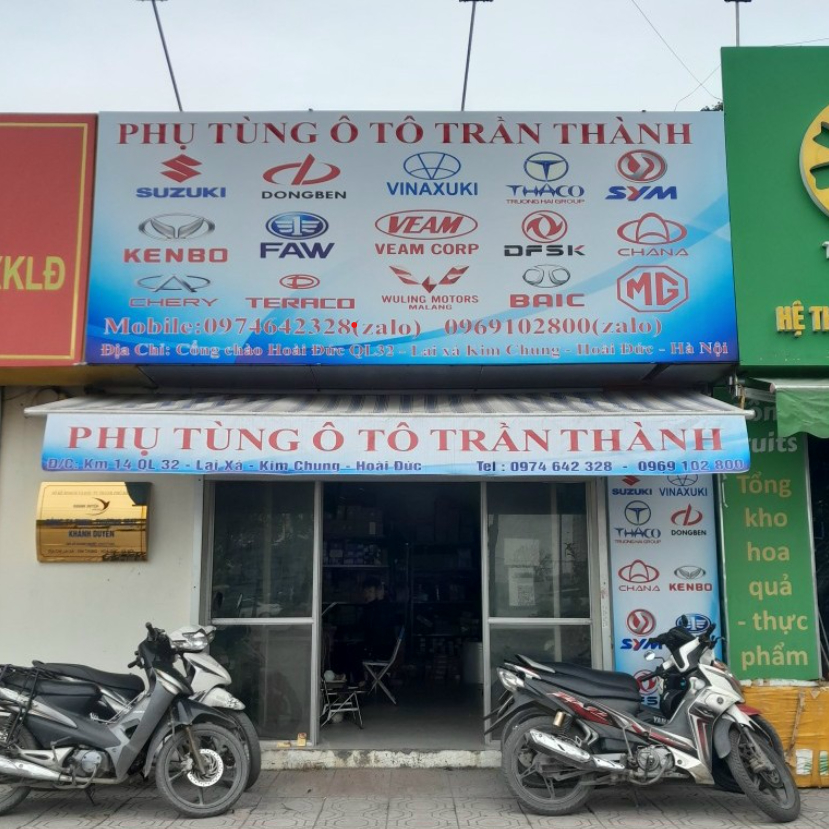 PHỤ TÙNG Ô TÔ TRẦN THÀNH
SUZUKI DONGBEN VINAXUKI THACO SYM
TRUONG HAI GROUP
KENBO FAW VEAM VEAM CORP DFSK CHANA
CHERY TERACO WULING MOTORS BAIC MG
MALANG
Mobile:0974642328(zalo) 0969102800(zalo)
Địa Chỉ: Cổng chào Hoài Đức QL32 - Lai xá Kim Chung - Hoài Đức - Hà Nội
KLĐ
HỆ T
PHỤ TÙNG Ô TÔ TRẦN THÀNH
Đ/C: Km 14 QL 32 - Lai Xá - Kim Chung - Hoài Đức Tel : 0974 642 328 - 0969 102 800
KHÁNH DUYÊN
SUZUKI VINAXUKI
THACO DONGBEN
TRUONG HAI GROUP
CHANA KENBO
SYM
uits
Tổng
kho
hoa
quả
- thực
phẩm